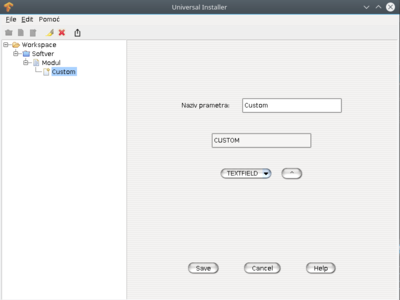 Universal Installer
File Edit Pomoć
Workspace
Softver
Modul
Custom
Naziv prametra: Custom
CUSTOM
TEXTFIELD
Save Cancel Help